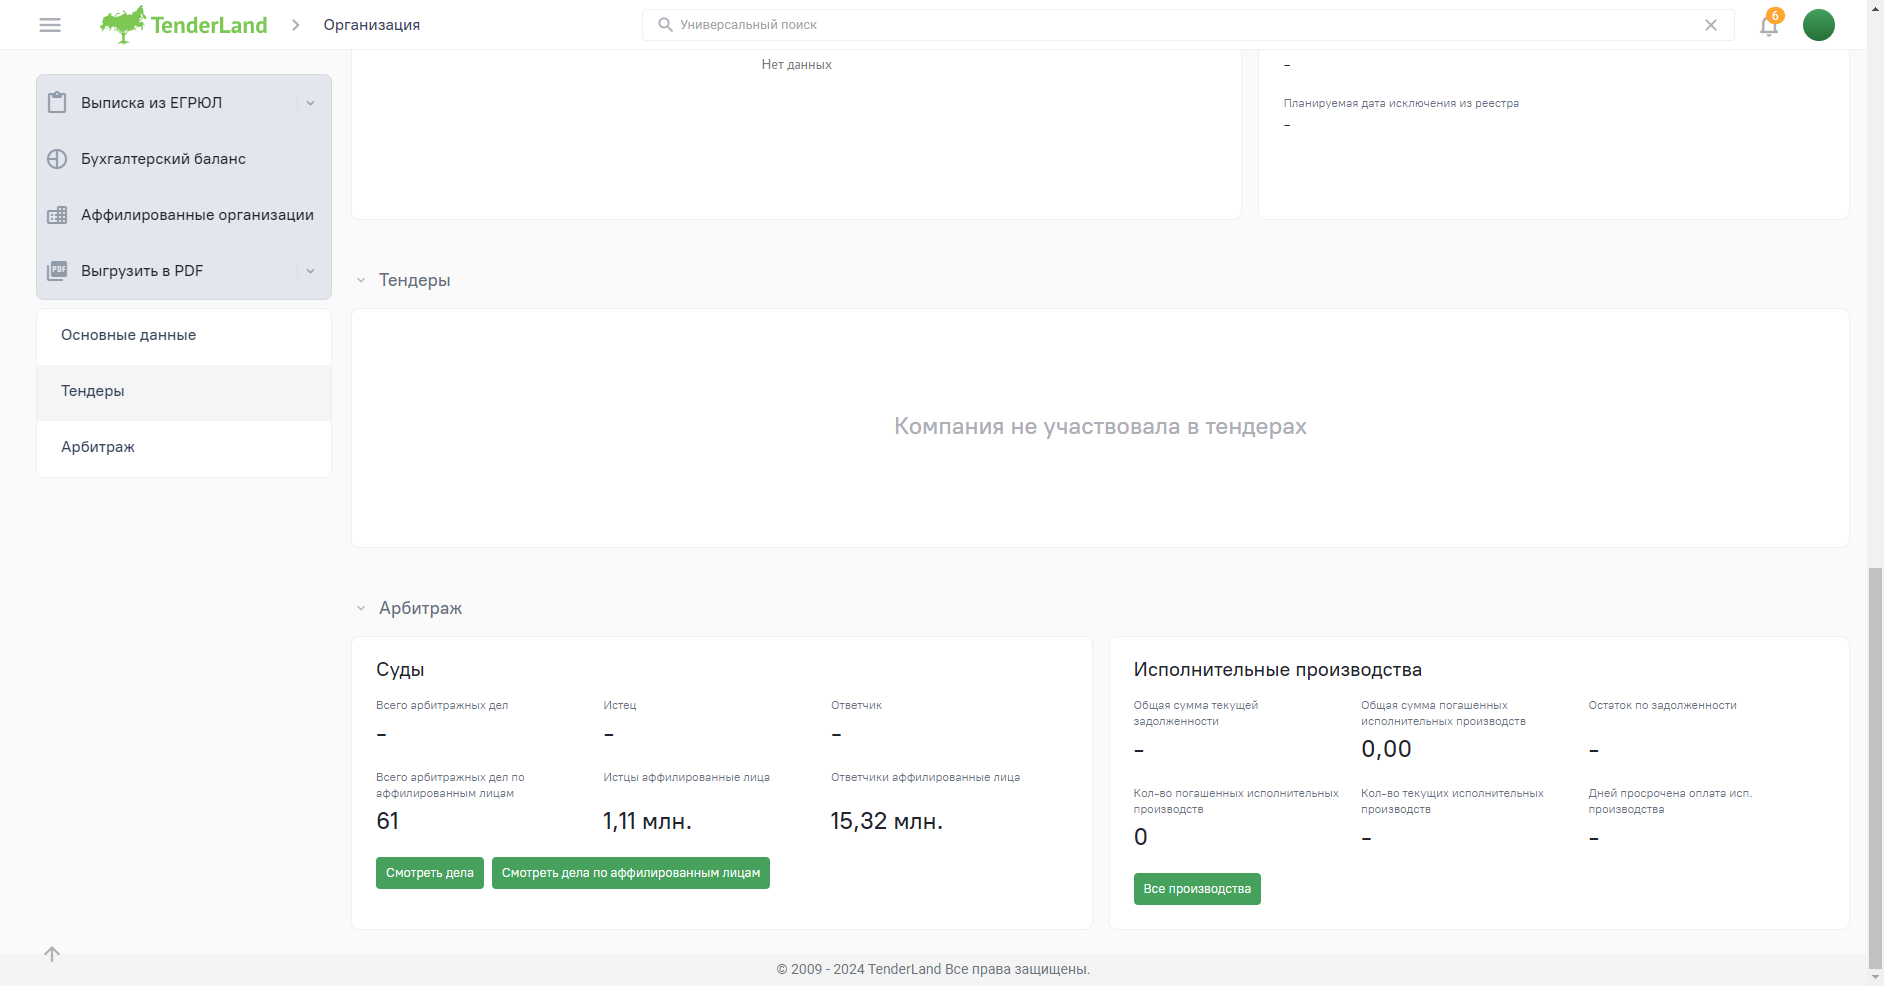 TenderLand
Организация
Универсальный поиск
6
Выписка из ЕГРЮЛ
Бухгалтерский баланс
Аффилированные организации
PDF
Выгрузить в PDF
Основные данные
Тендеры
Арбитраж
Нет данных
-
Планируемая дата исключения из реестра
-
Тендеры
Компания не участвовала в тендерах
Арбитраж
Суды
Всего арбитражных дел
-
Истец
-
Ответчик
-
Всего арбитражных дел по
аффилированным лицам
61
Истцы аффилированные лица
1,11 млн.
Ответчики аффилированные лица
15,32 млн.
Смотреть дела
Смотреть дела по аффилированным лицам
Исполнительные производства
Общая сумма текущей
задолженности
-
Общая сумма погашенных
исполнительных производств
0,00
Остаток по задолженности
-
Кол-во погашенных исполнительных
производств
0
Кол-во текущих исполнительных
производств
-
Дней просрочена оплата исп.
производства
-
Все производства
© 2009 - 2024 TenderLand Все права защищены.